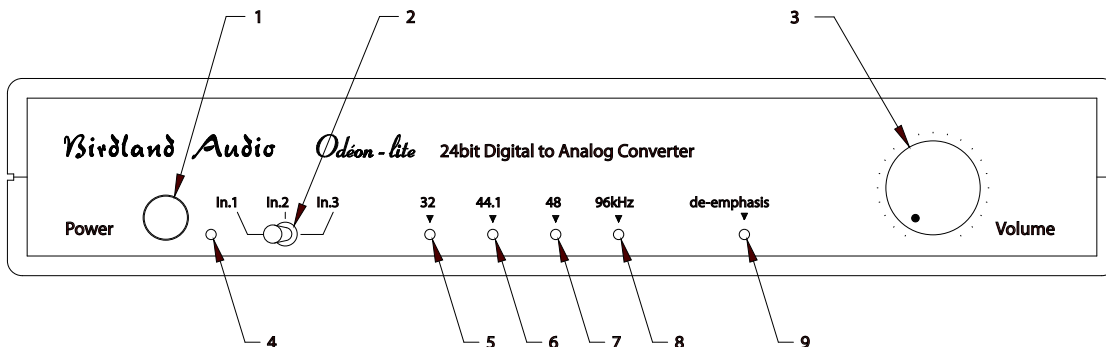 1 2 3
Birdland Audio Odéon-lite 24bit Digital to Analog Converter
In.1 In.2 In.3 32 44.1 48 96kHz de-emphasis
Power Volume
4 5 6 7 8 9